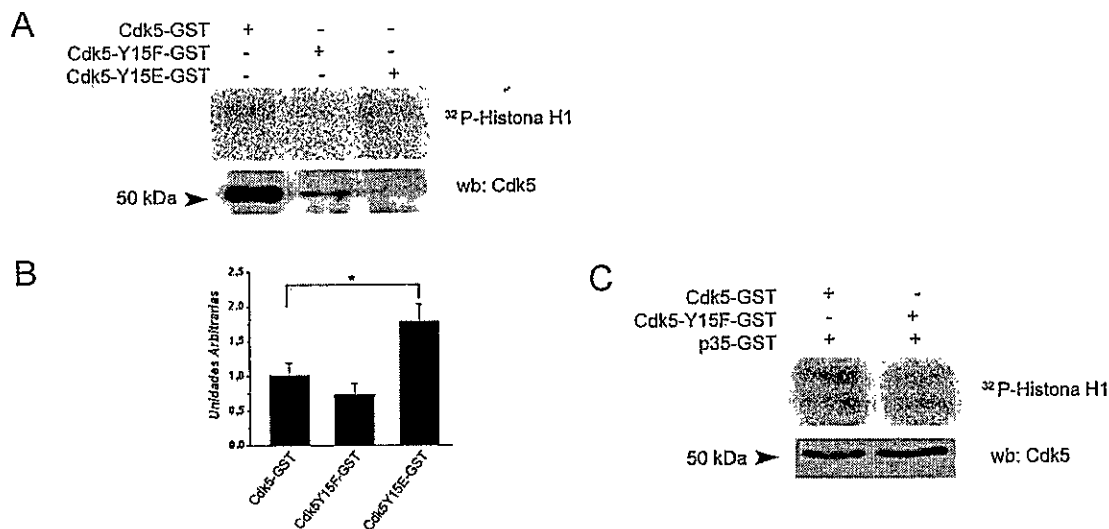 A
Cdk5-GST + - -
Cdk5-Y15F-GST - + -
Cdk5-Y15E-GST - - +
32P-Histona H1
50 kDa
wb: Cdk5
B
Unidades Arbitrarias
2,5
2,0
1,5
1,0
0,5
0,0
*
Cdk5-GST
Cdk5Y15F-GST
Cdk5Y15E-GST
C
Cdk5-GST + -
Cdk5-Y15F-GST - +
p35-GST + +
32P-Histona H1
50 kDa
wb: Cdk5